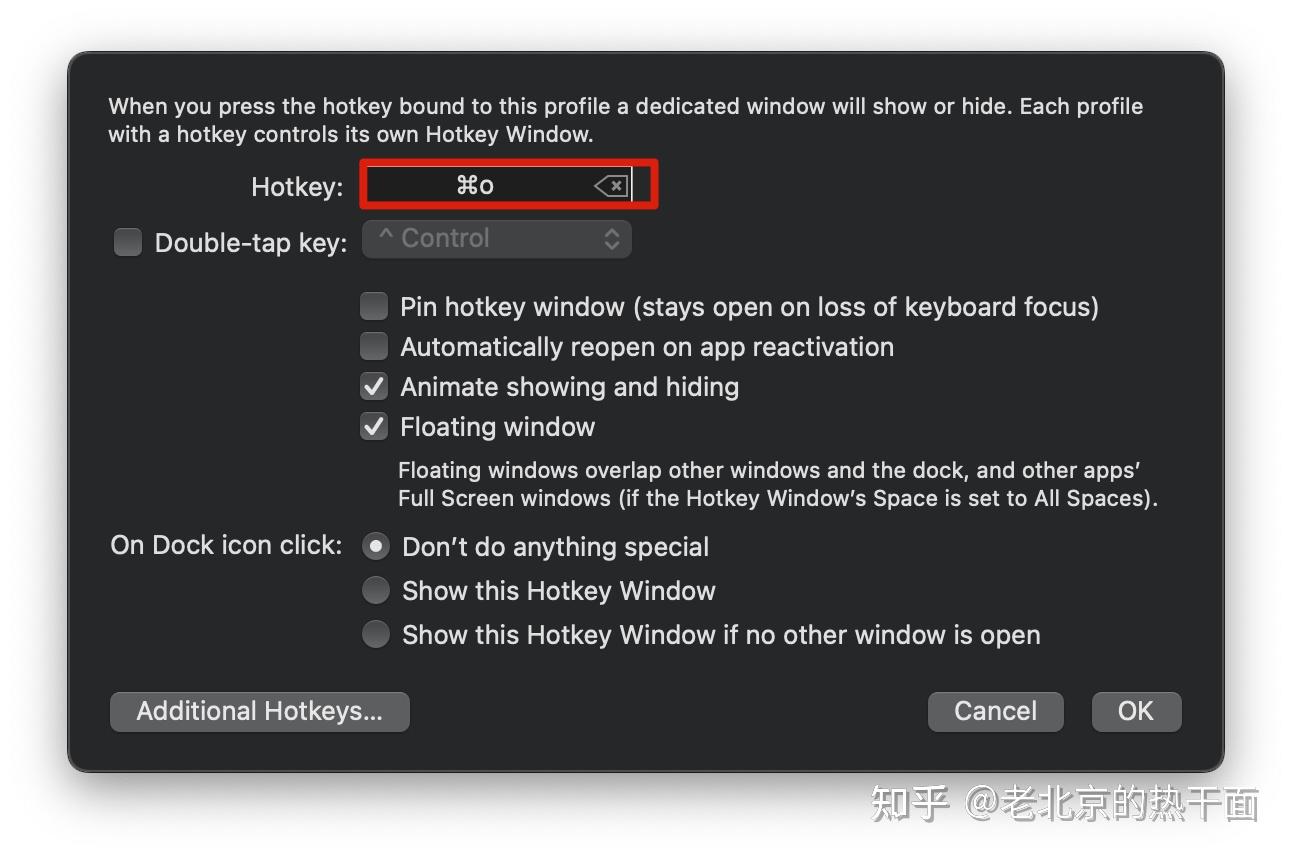 When you press the hotkey bound to this profile a dedicated window will show or hide. Each profile
with a hotkey controls its own Hotkey Window.
Hotkey: ⌘o
Double-tap key: ^ Control
Pin hotkey window (stays open on loss of keyboard focus)
Automatically reopen on app reactivation
Animate showing and hiding
Floating window
Floating windows overlap other windows and the dock, and other apps’
Full Screen windows (if the Hotkey Window’s Space is set to All Spaces).
On Dock icon click: Don’t do anything special
Show this Hotkey Window
Show this Hotkey Window if no other window is open
Additional Hotkeys... Cancel OK
知乎 @老北京的热干面